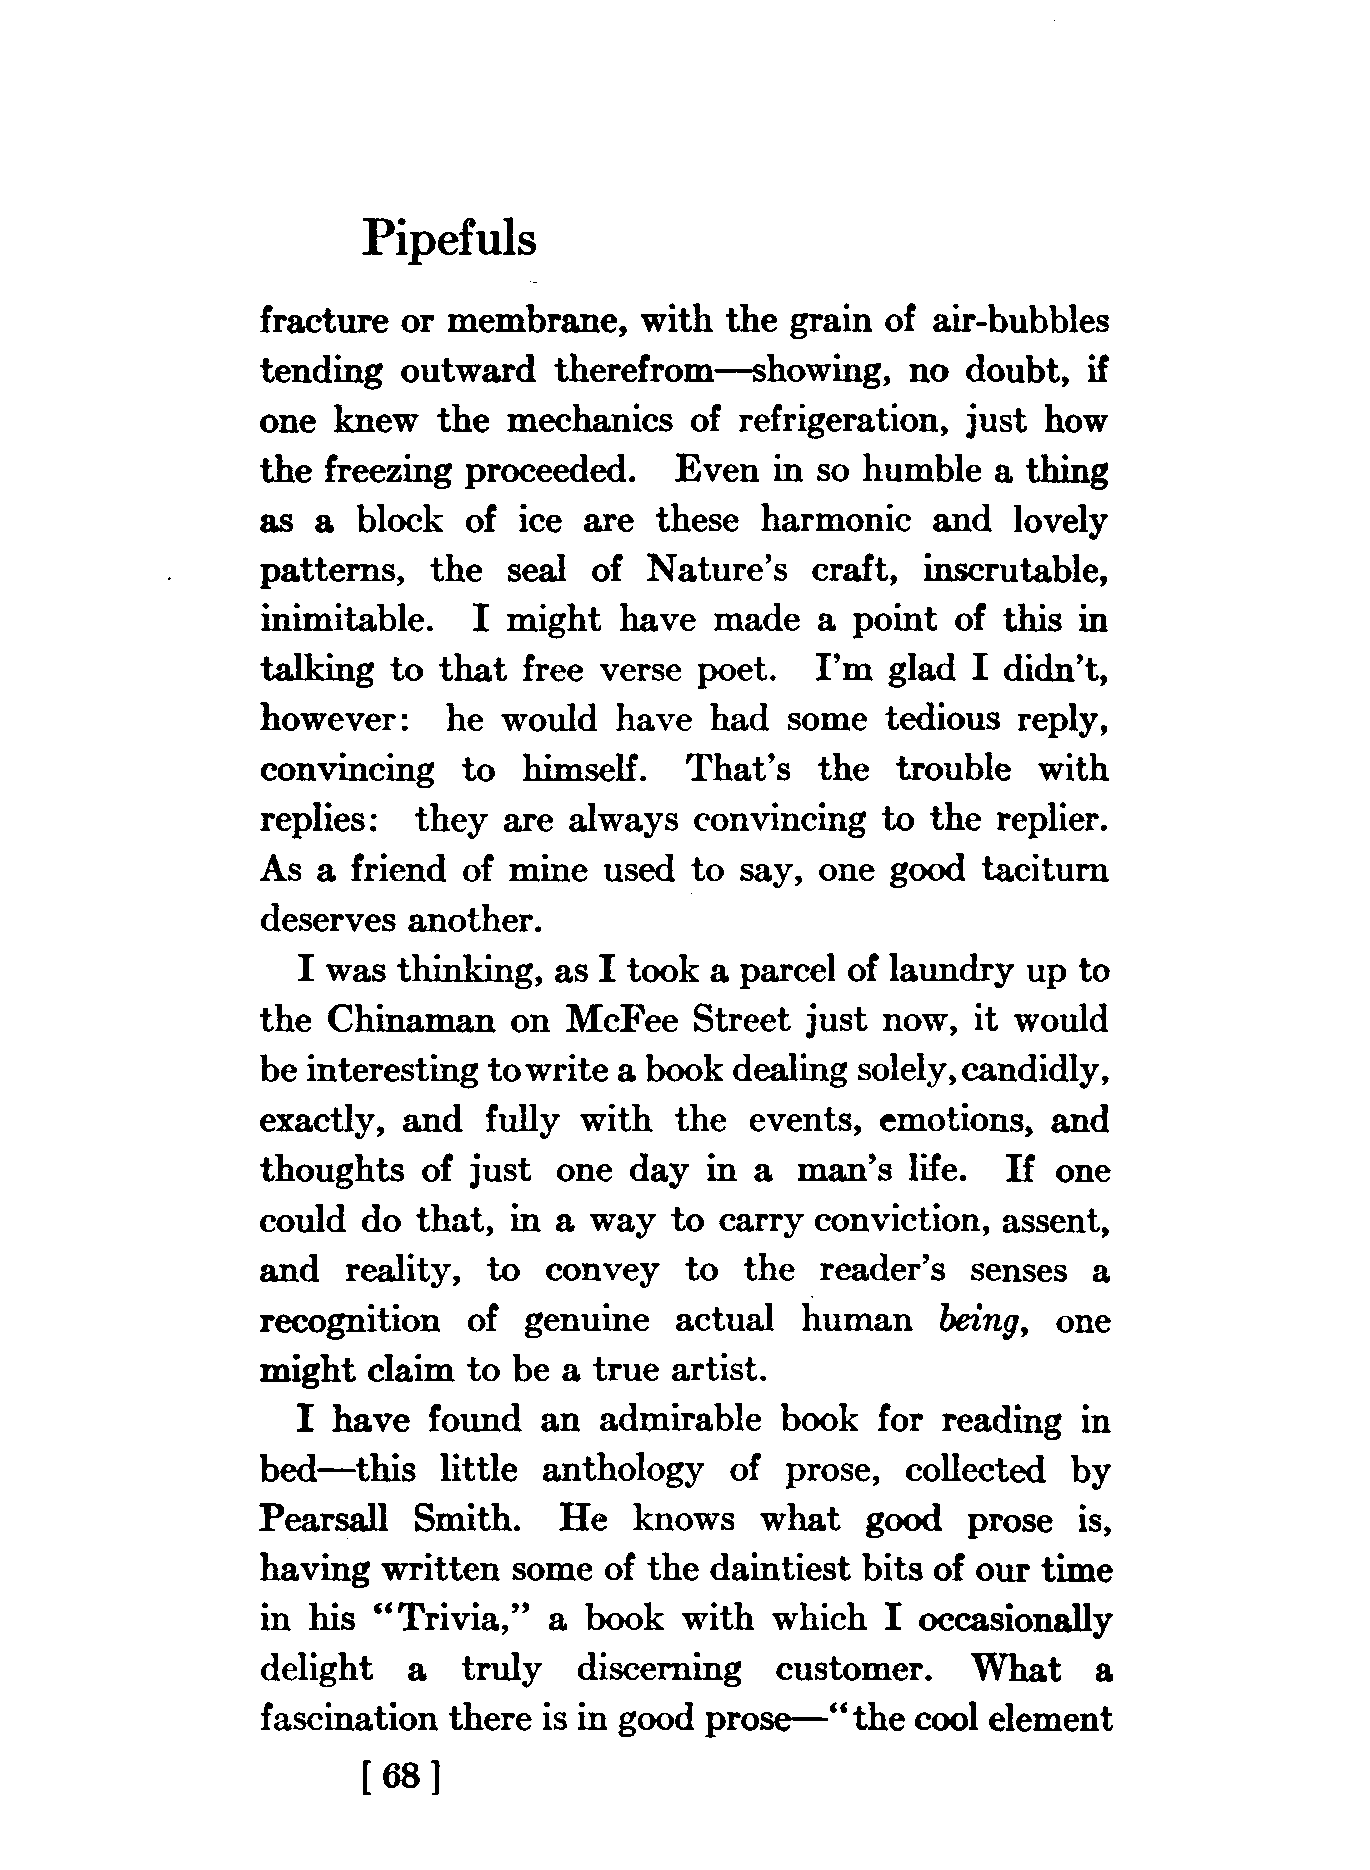 Pipefuls
fracture or membrane, with the grain of air-bubbles
tending outward therefrom—showing, no doubt, if
one knew the mechanics of refrigeration, just how
the freezing proceeded. Even in so humble a thing
as a block of ice are these harmonic and lovely
patterns, the seal of Nature's craft, inscrutable,
inimitable. I might have made a point of this in
talking to that free verse poet. I'm glad I didn't,
however: he would have had some tedious reply,
convincing to himself. That's the trouble with
replies: they are always convincing to the replier.
As a friend of mine used to say, one good taciturn
deserves another.
I was thinking, as I took a parcel of laundry up to
the Chinaman on McFee Street just now, it would
be interesting to write a book dealing solely, candidly,
exactly, and fully with the events, emotions, and
thoughts of just one day in a man's life. If one
could do that, in a way to carry conviction, assent,
and reality, to convey to the reader's senses a
recognition of genuine actual human being, one
might claim to be a true artist.
I have found an admirable book for reading in
bed—this little anthology of prose, collected by
Pearsall Smith. He knows what good prose is,
having written some of the daintiest bits of our time
in his "Trivia," a book with which I occasionally
delight a truly discerning customer. What a
fascination there is in good prose—"the cool element
[ 68 ]